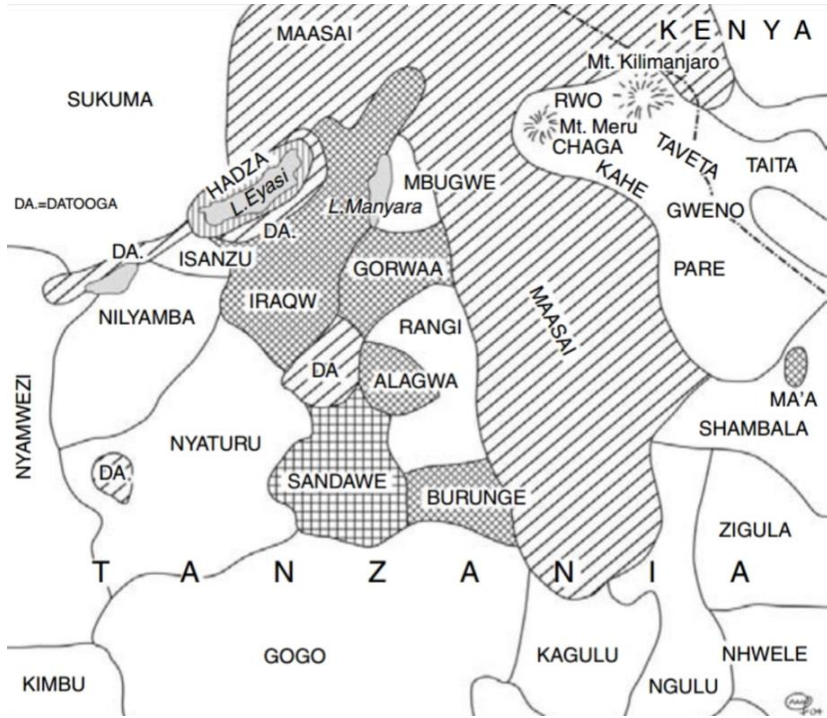 MAASAI
K E N Y A
Mt. Kilimanjaro
SUKUMA
RWO
Mt. Meru
CHAGA
TAVETA
TAITA
HADZA
L.Eyasi
KAHE
MBUGWE
DA.=DATOOGA
L.Manyara
GWENO
DA.
DA.
ISANZU
GORWAA
PARE
IRAQW
NILYAMBA
RANGI
MAASAI
DA
ALAGWA
MA'A
NYAMWEZI
NYATURU
SHAMBALA
DA.
SANDAWE
BURUNGE
ZIGULA
T A N Z A N I A
GOGO
KAGULU
NHWELE
KIMBU
NGULU